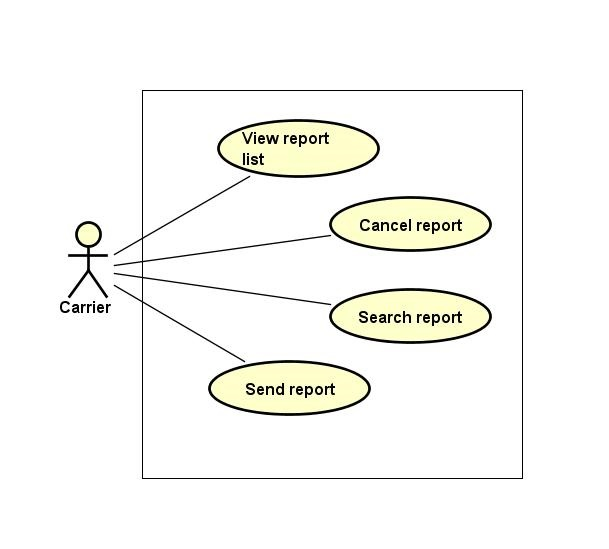 View report
list
Cancel report
Carrier
Search report
Send report